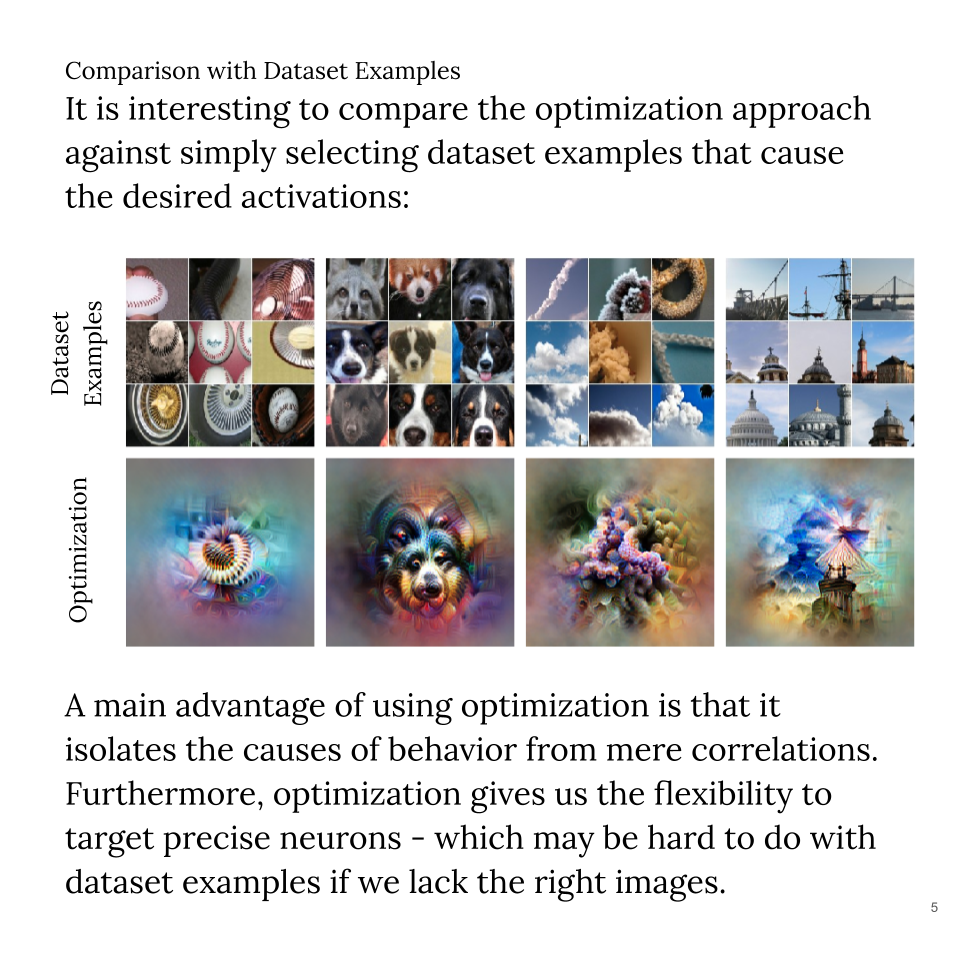 Comparison with Dataset Examples
It is interesting to compare the optimization approach
against simply selecting dataset examples that cause
the desired activations:
Dataset
Examples
Optimization
A main advantage of using optimization is that it
isolates the causes of behavior from mere correlations.
Furthermore, optimization gives us the flexibility to
target precise neurons - which may be hard to do with
dataset examples if we lack the right images.
5